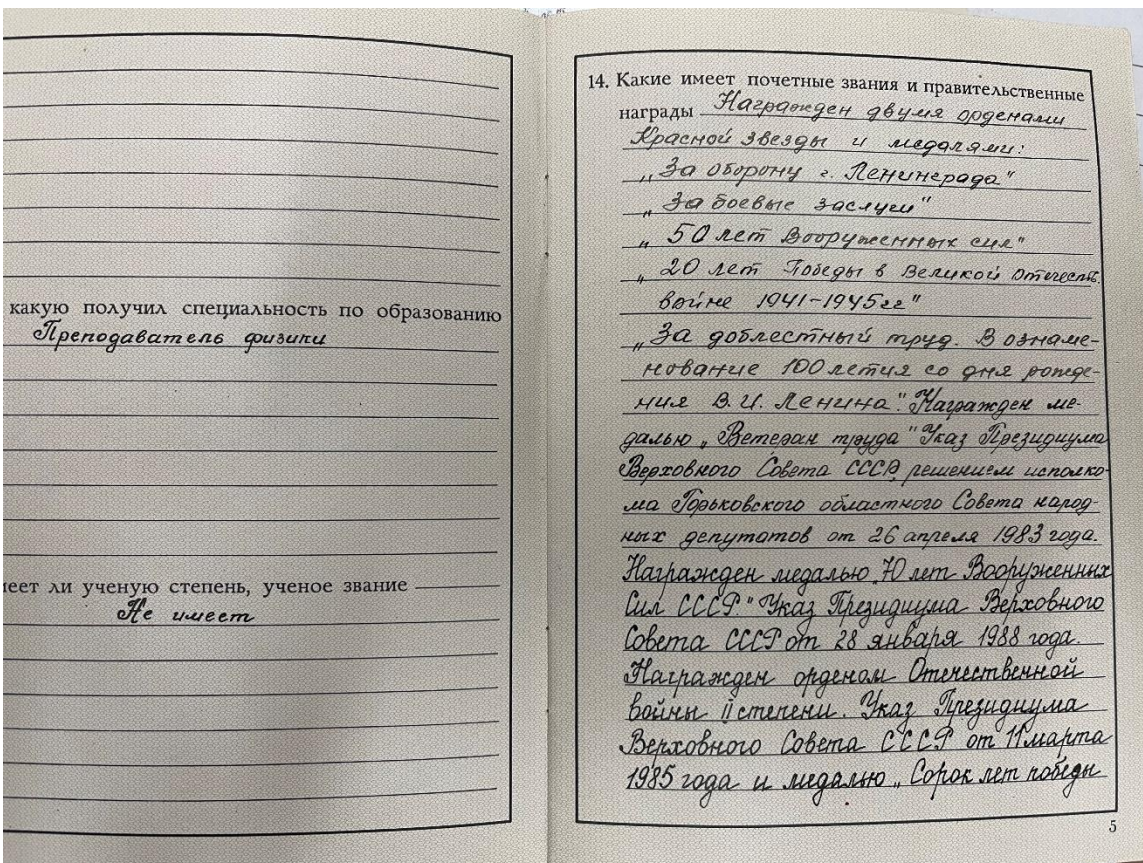 какую получил специальность по образованию
Преподаватель физики
меет ли ученую степень, ученое звание
Не имеет
14. Какие имеет почетные звания и правительственные
награды Награжден двумя орденами
Красной звезды и медалями:
„За оборону г. Ленинграда"
„За боевые заслуги"
„50 лет Вооруженных сил"
„20 лет Победы в Великой Отечеств.
войне 1941-1945гг"
„За доблестный труд. В ознаме-
нование 100летия со дня рожде-
ния В.И. Ленина." Награжден ме-
далью „Ветеран труда" Указ Президиума
Верховного Совета СССР, решением исполко-
ма Горьковского областного Совета народ-
ных депутатов от 26 апреля 1983 года.
Награжден медалью „70 лет Вооруженных
Сил СССР." Указ Президиума Верховного
Совета СССР от 28 января 1988 года.
Награжден орденом Отечественной
войны II степени. Указ Президиума
Верховного Совета СССР от 11 марта
1985 года и медалью „Сорок лет победы
5